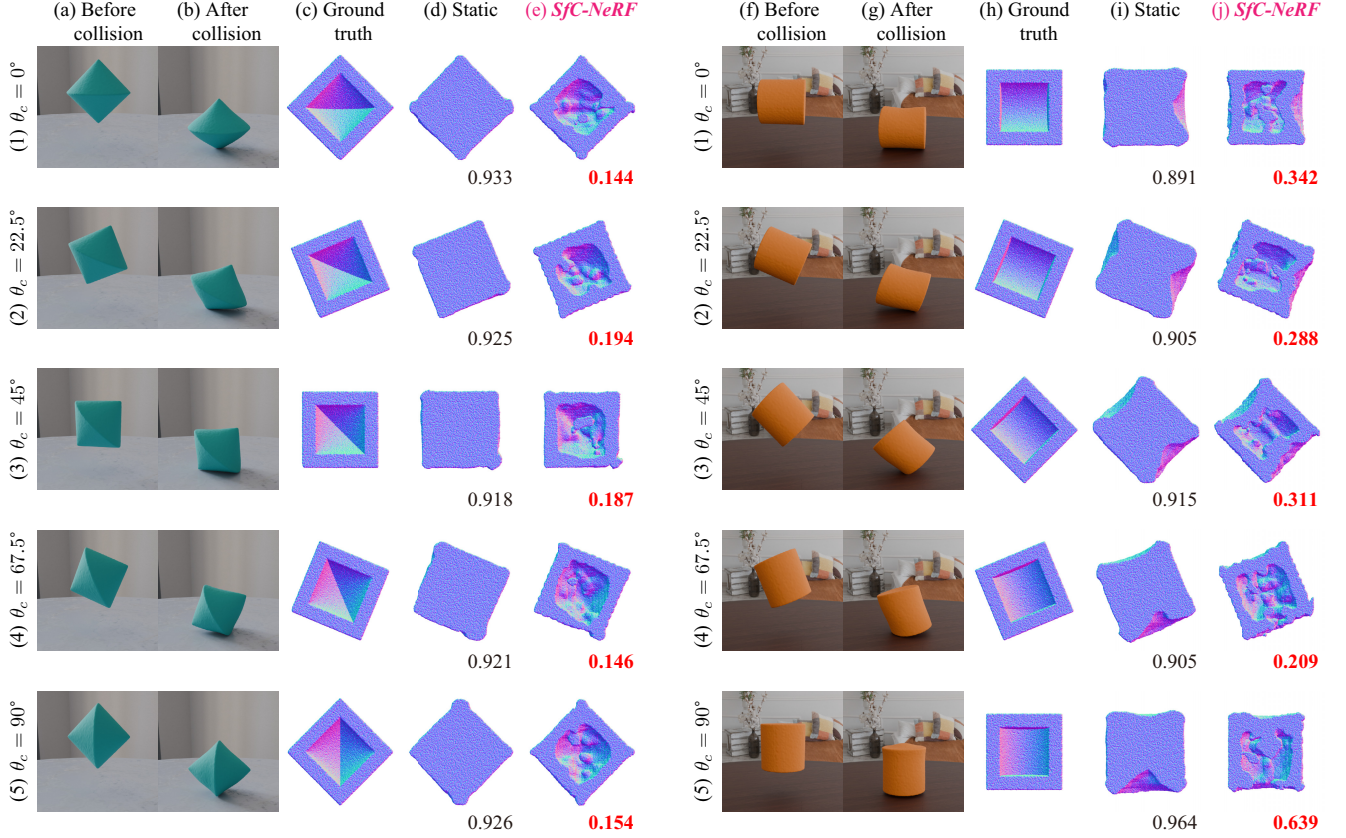 (a) Before collision (b) After collision (c) Ground truth (d) Static (e) SfC-NeRF (f) Before collision (g) After collision (h) Ground truth (i) Static (j) SfC-NeRF
(1) θc = 0°
0.933 0.144 0.891 0.342
(2) θc = 22.5°
0.925 0.194 0.905 0.288
(3) θc = 45°
0.918 0.187 0.915 0.311
(4) θc = 67.5°
0.921 0.146 0.905 0.209
(5) θc = 90°
0.926 0.154 0.964 0.639
(1) θc = 0°
(2) θc = 22.5°
(3) θc = 45°
(4) θc = 67.5°
(5) θc = 90°